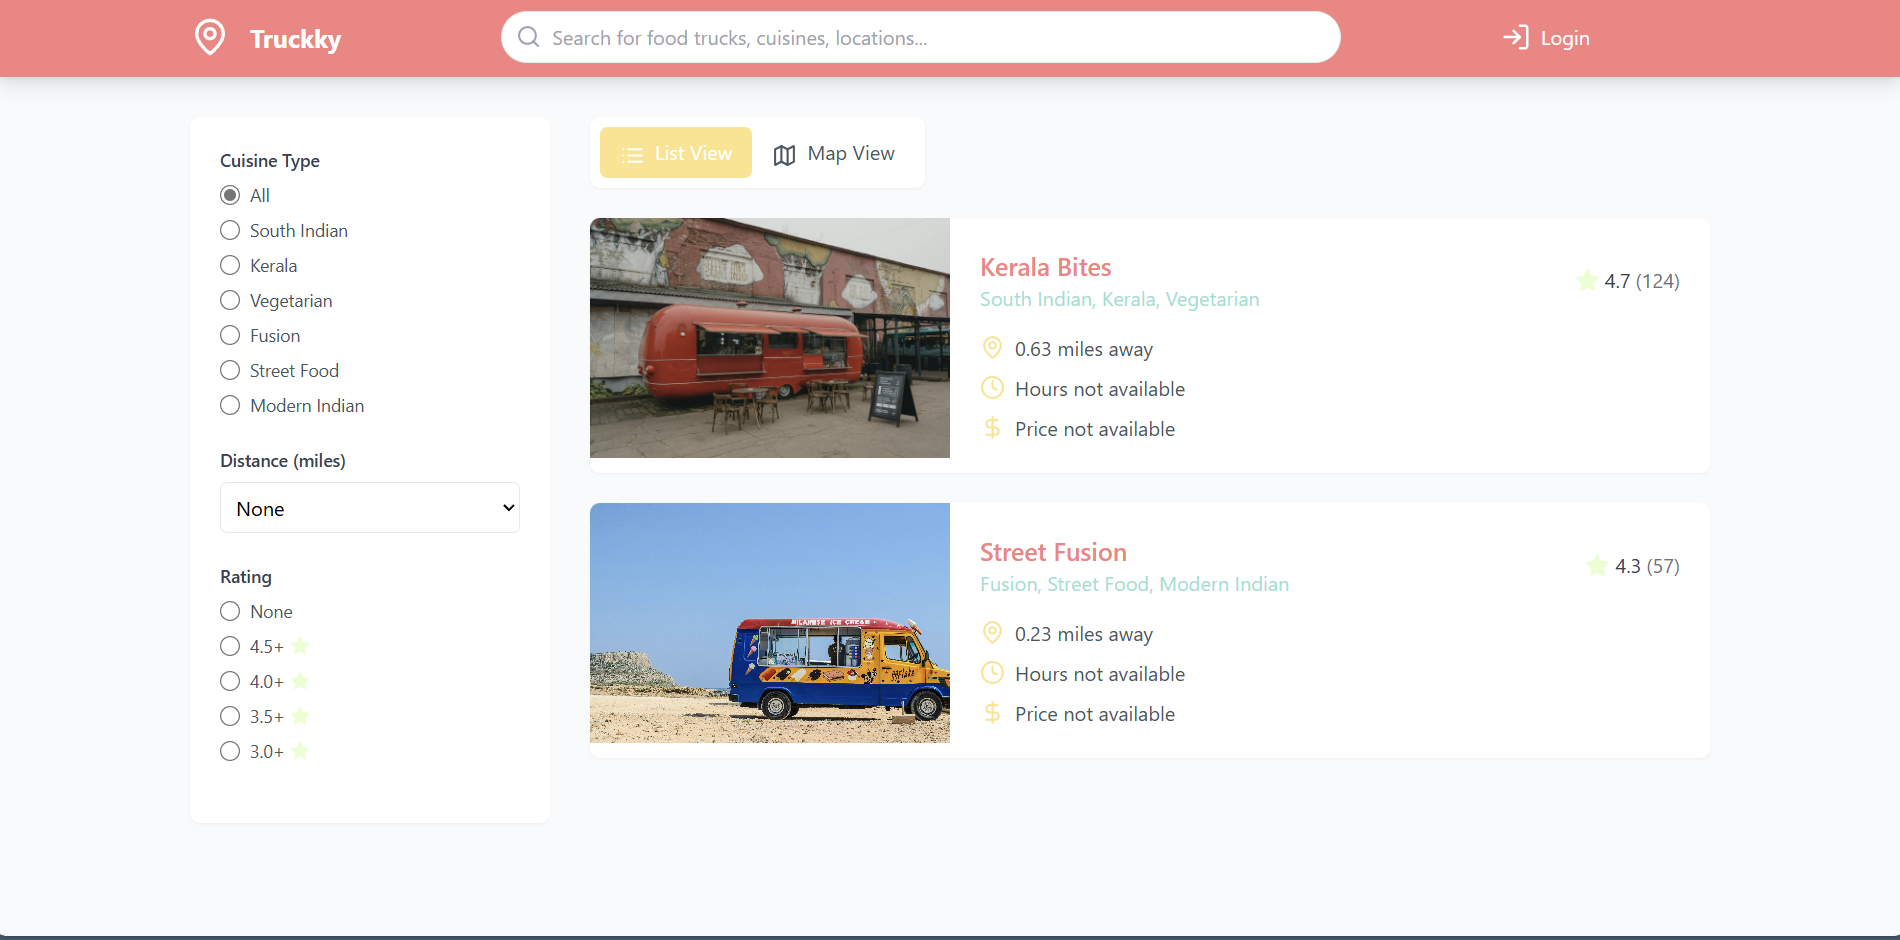 Truckky
Search for food trucks, cuisines, locations...
Login
Cuisine Type
All
South Indian
Kerala
Vegetarian
Fusion
Street Food
Modern Indian
Distance (miles)
None
Rating
None
4.5+
4.0+
3.5+
3.0+
List View
Map View
Kerala Bites
4.7 (124)
South Indian, Kerala, Vegetarian
0.63 miles away
Hours not available
Price not available
MILANESE ICE CREAM
Street Fusion
4.3 (57)
Fusion, Street Food, Modern Indian
0.23 miles away
Hours not available
Price not available